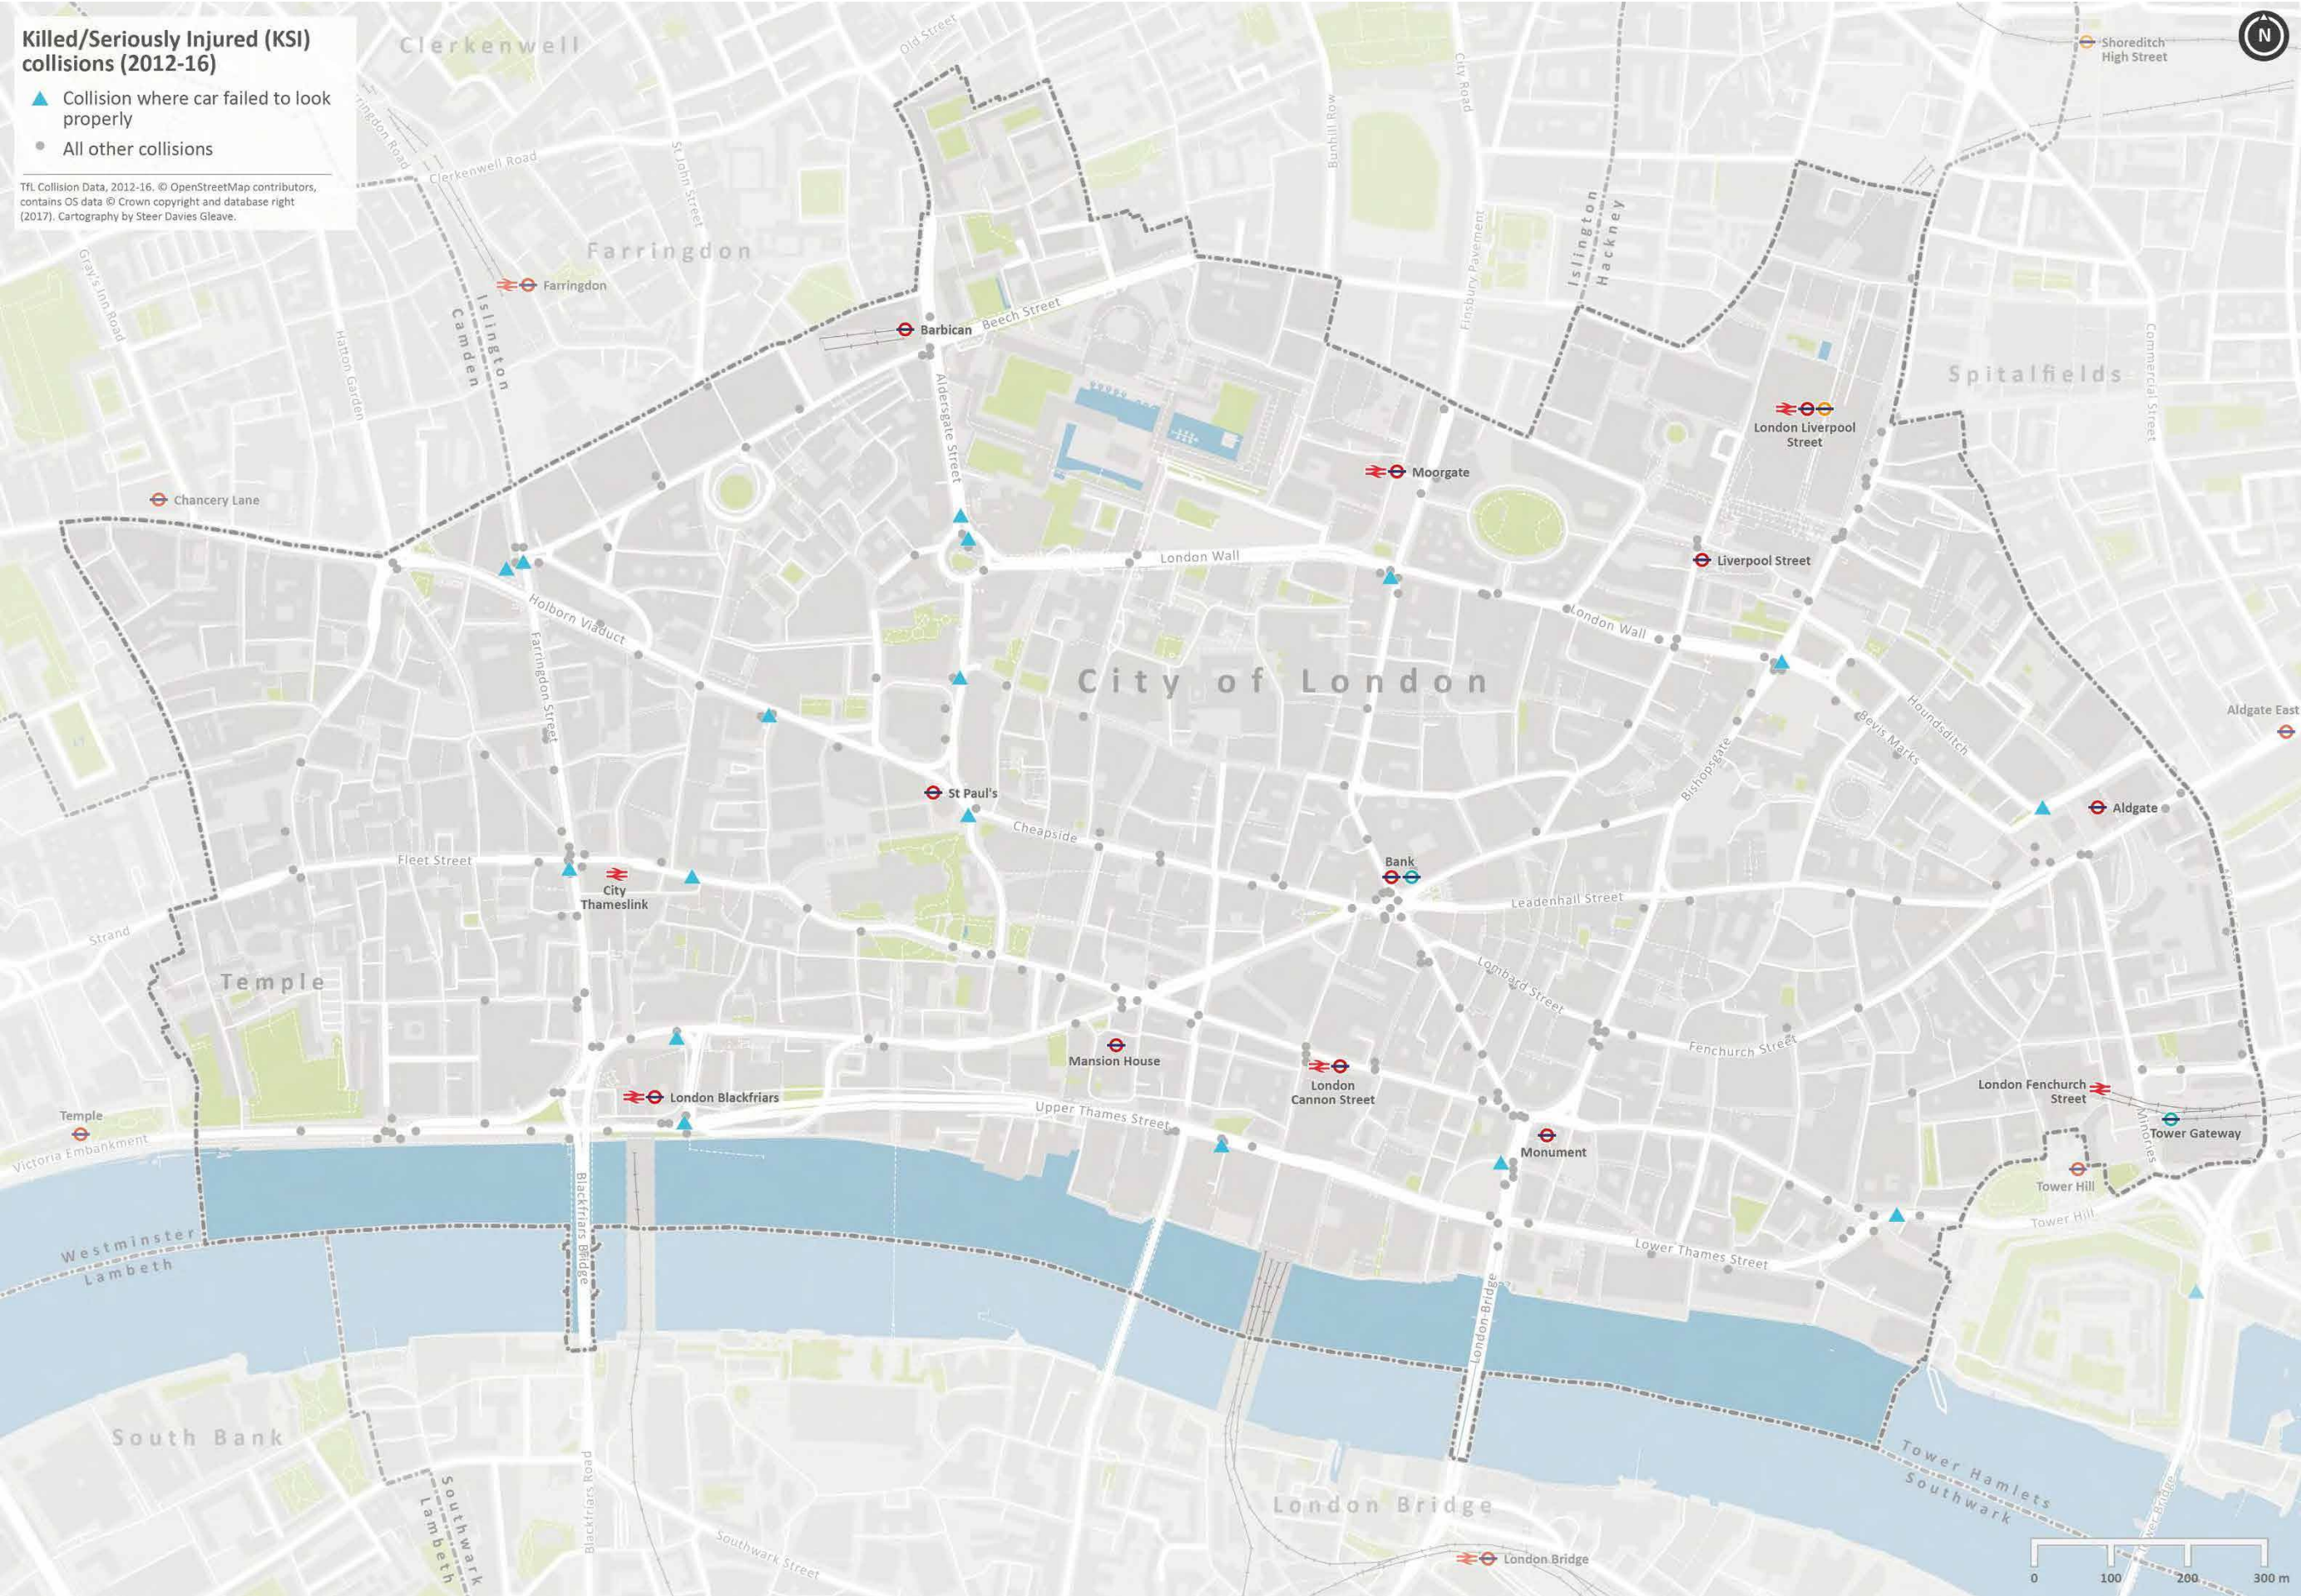 Killed/Seriously Injured (KSI)
collisions (2012-16)
Collision where car failed to look
properly
All other collisions
TfL Collision Data, 2012-16. © OpenStreetMap contributors,
contains OS data © Crown copyright and database right
(2017). Cartography by Steer Davies Gleave.
N
Clerkenwell
Old Street
City Road
Shoreditch
High Street
Bunhill Row
Clerkenwell Road
St John Street
Islington
Hackney
Farringdon
Gray's Inn Road
Finsbury Pavement
Farringdon
Islington
Camden
Hatton Garden
Barbican
Beech Street
Commercial Street
Spitalfields
Aldersgate Street
London Liverpool
Street
Moorgate
Chancery Lane
London Wall
Liverpool Street
Holborn Viaduct
London Wall
Farringdon Street
City of London
Houndsditch
Bevis Marks
Aldgate East
Bishopsgate
St Paul's
Aldgate
Cheapside
Fleet Street
Bank
City
Thameslink
Leadenhall Street
Strand
Temple
Lombard Street
Fenchurch Street
Mansion House
London
Cannon Street
London Fenchurch
Street
London Blackfriars
Upper Thames Street
Temple
Minories
Tower Gateway
Victoria Embankment
Monument
Tower Hill
Blackfriars Bridge
Tower Hill
Westminster
Lambeth
Lower Thames Street
London Bridge
South Bank
Tower Hamlets
Southwark
Blackfriars Road
Southwark
Lambeth
London Bridge
Southwark Street
London Bridge
0 100 200 300 m